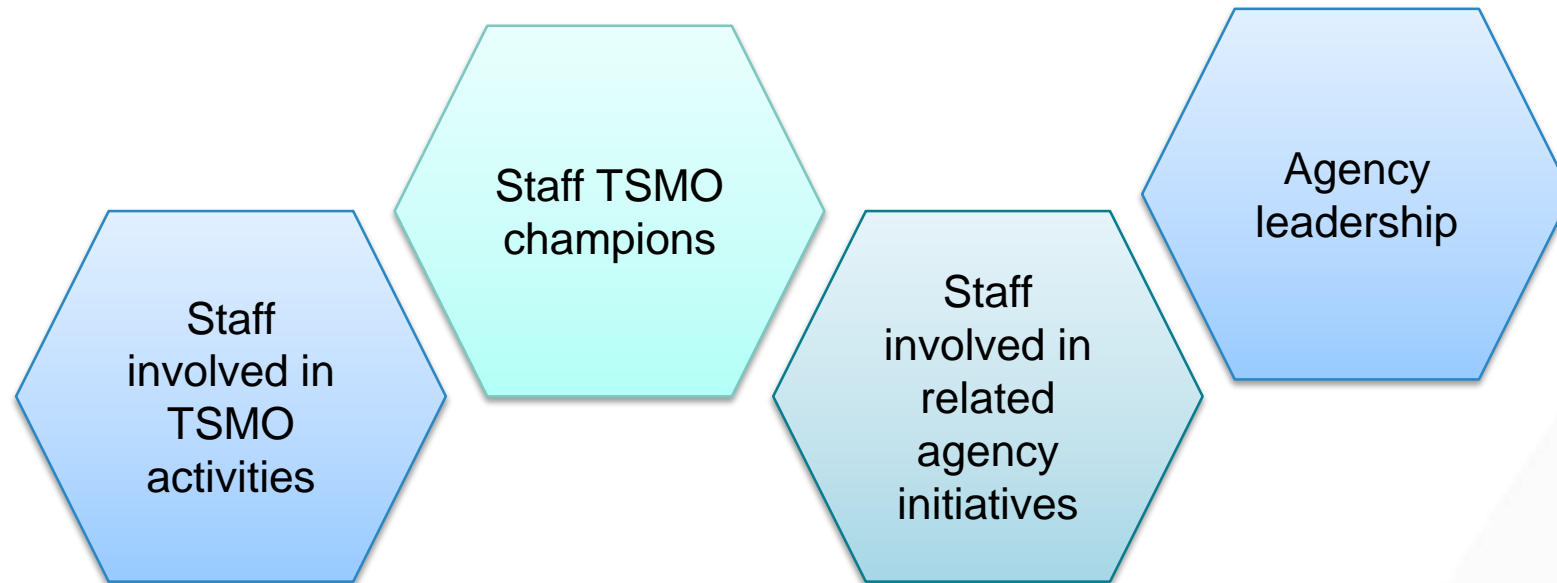 Staff
involved in
TSMO
activities
Staff TSMO
champions
Staff
involved in
related
agency
initiatives
Agency
leadership